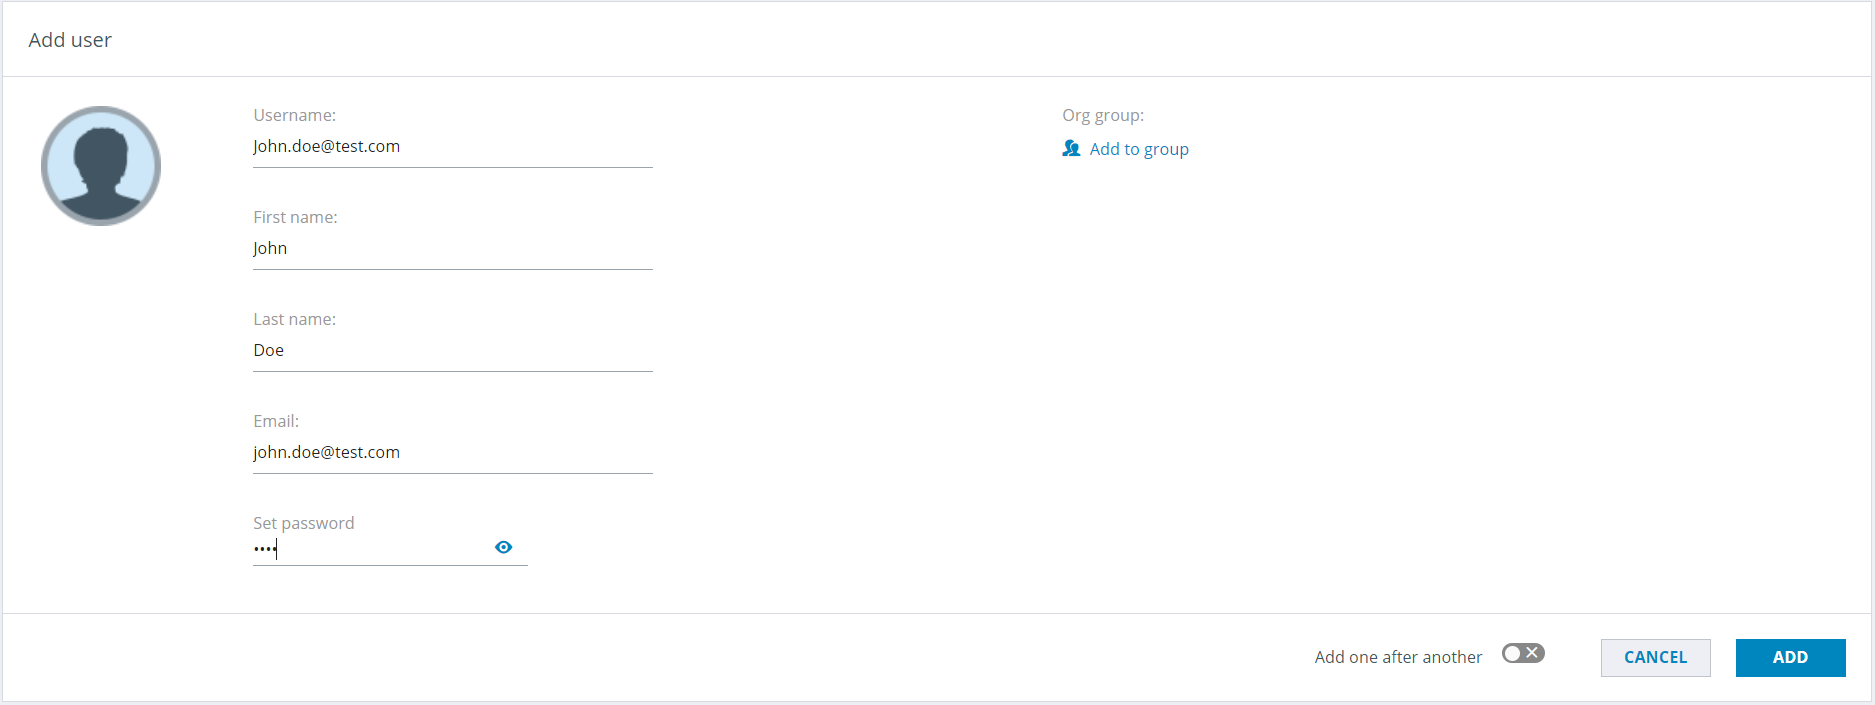 Add user
Username:
John.doe@test.com
First name:
John
Last name:
Doe
Email:
john.doe@test.com
Set password
••••
Org group:
Add to group
Add one after another
CANCEL
ADD